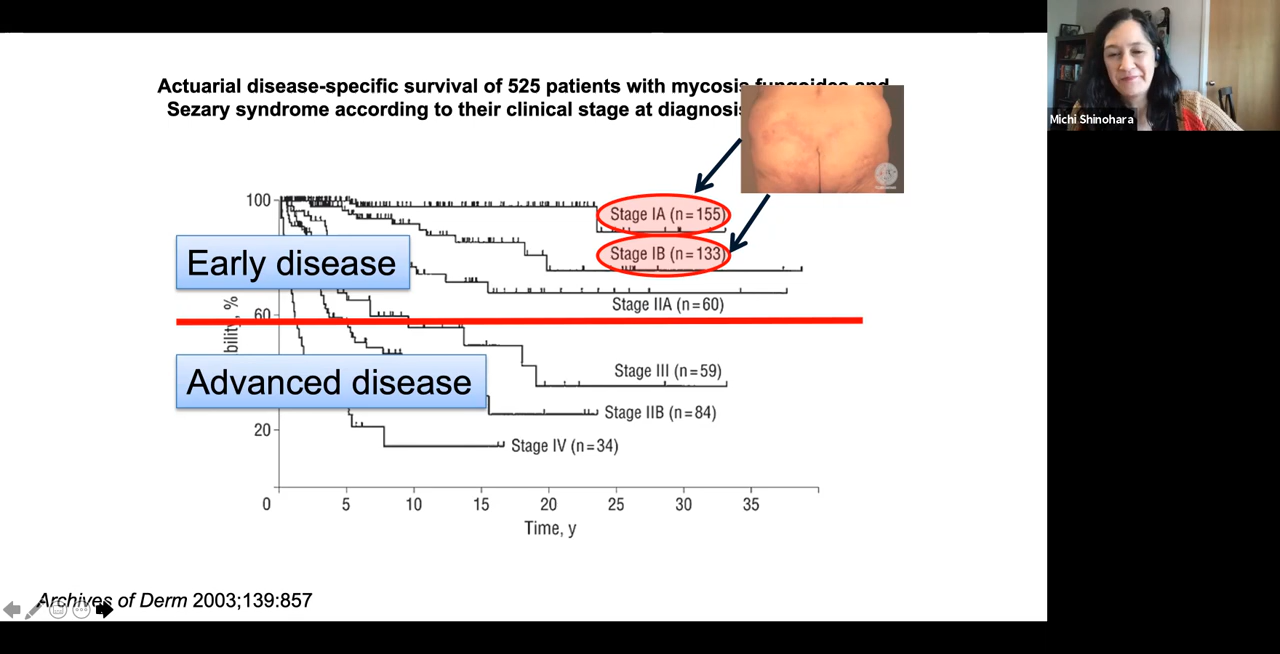 Actuarial disease-specific survival of 525 patients with mycosis fungoides and
Sezary syndrome according to their clinical stage at diagnosis
Michi Shinohara
100
Stage IA (n=155)
Early disease
Stage IB (n=133)
Stage IIA (n=60)
60
bility, %
Stage III (n=59)
Advanced disease
Stage IIB (n=84)
20
Stage IV (n=34)
0 5 10 15 20 25 30 35
Time, y
Archives of Derm 2003;139:857